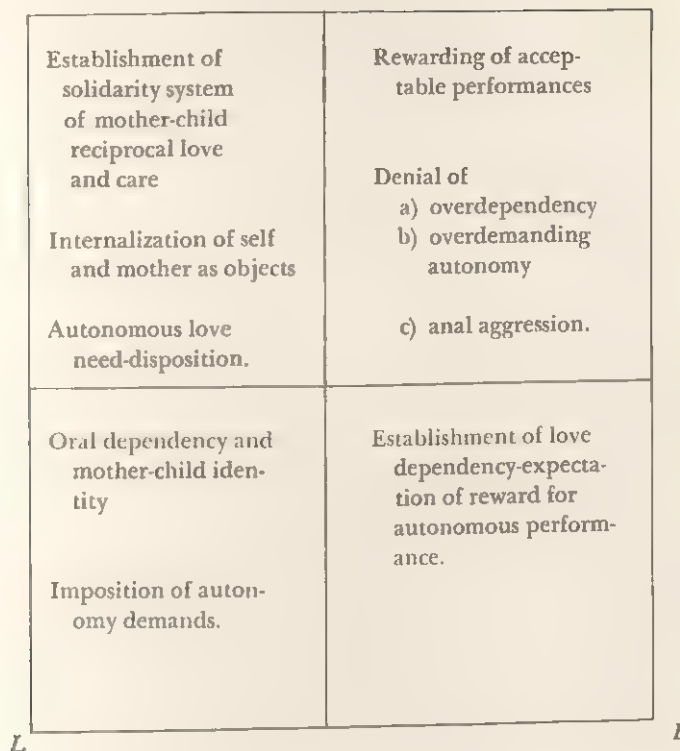 Establishment of
solidarity system
of mother-child
reciprocal love
and care
Internalization of self
and mother as objects
Autonomous love
need-disposition.
Rewarding of accep-
table performances
Denial of
a) overdependency
b) overdemanding
autonomy
c) anal aggression.
Oral dependency and
mother-child iden-
tity
Imposition of auton-
omy demands.
Establishment of love
dependency-expecta-
tion of reward for
autonomous perform-
ance.
L